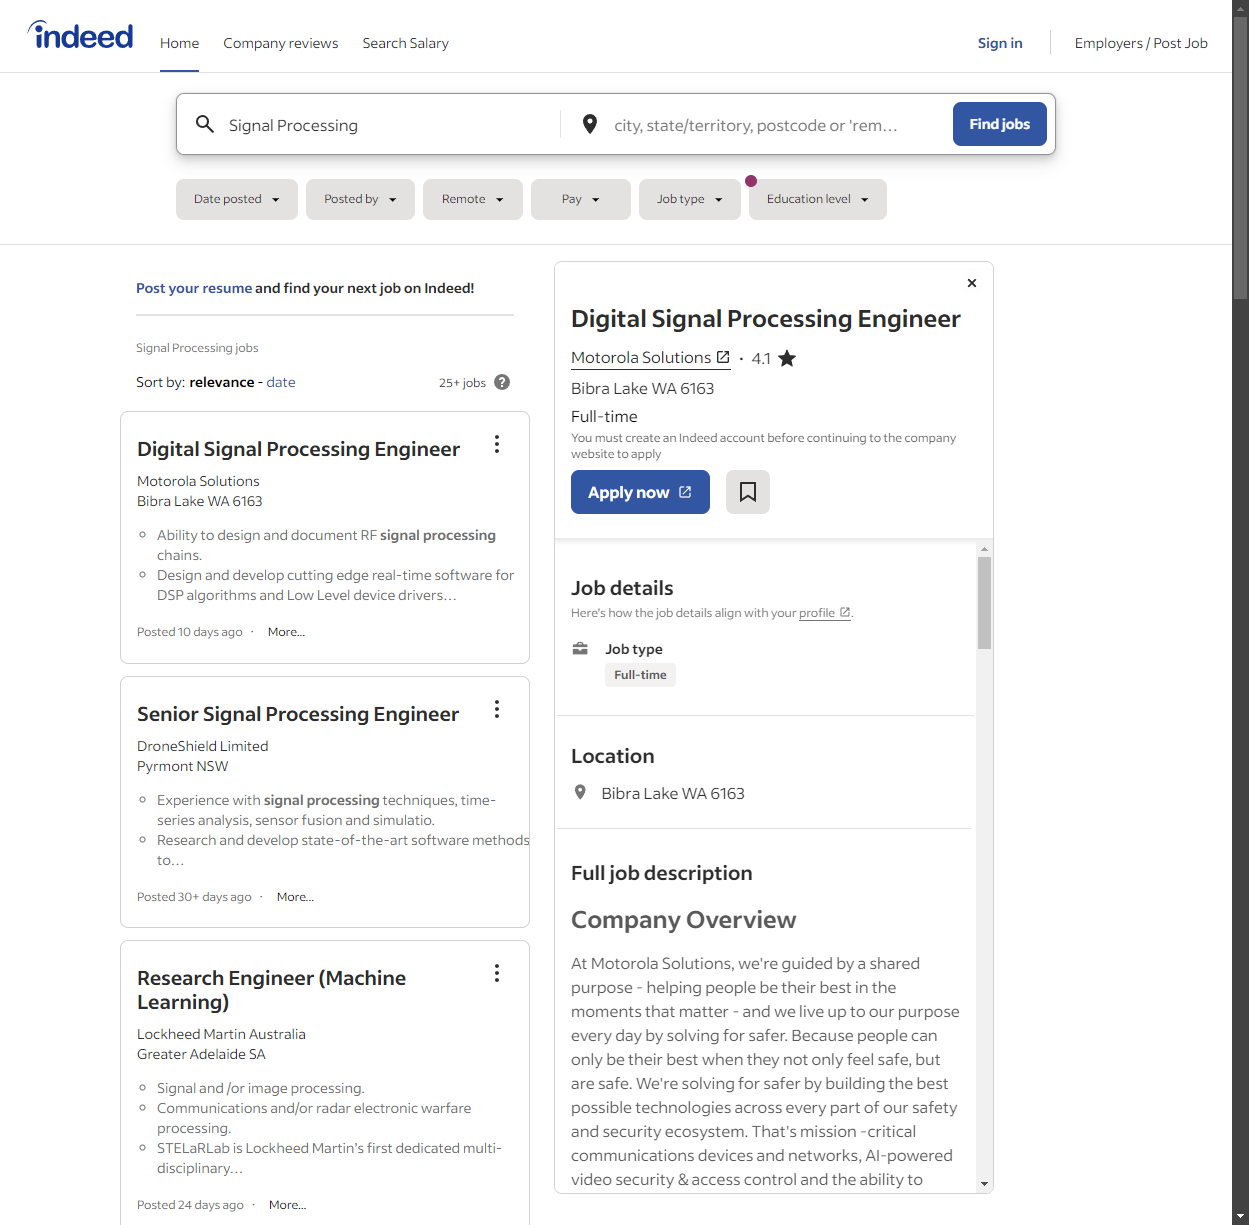 indeed
Home
Company reviews
Search Salary
Sign in
Employers / Post Job
Signal Processing
city, state/territory, postcode or 'rem...
Find jobs
Date posted
Posted by
Remote
Pay
Job type
Education level
Post your resume and find your next job on Indeed!
Signal Processing jobs
Sort by: relevance - date
25+ jobs
?
Digital Signal Processing Engineer
Motorola Solutions
Bibra Lake WA 6163
Ability to design and document RF signal processing
chains.
Design and develop cutting edge real-time software for
DSP algorithms and Low Level device drivers...
Posted 10 days ago · More...
Senior Signal Processing Engineer
DroneShield Limited
Pyrmont NSW
Experience with signal processing techniques, time-
series analysis, sensor fusion and simulatio.
Research and develop state-of-the-art software methods
to...
Posted 30+ days ago · More...
Research Engineer (Machine
Learning)
Lockheed Martin Australia
Greater Adelaide SA
Signal and /or image processing.
Communications and/or radar electronic warfare
processing.
STELaRLab is Lockheed Martin's first dedicated multi-
disciplinary...
Posted 24 days ago · More...
Digital Signal Processing Engineer
Motorola Solutions · 4.1
Bibra Lake WA 6163
Full-time
You must create an Indeed account before continuing to the company
website to apply
Apply now
Job details
Here's how the job details align with your profile.
Job type
Full-time
Location
Bibra Lake WA 6163
Full job description
Company Overview
At Motorola Solutions, we're guided by a shared
purpose - helping people be their best in the
moments that matter - and we live up to our purpose
every day by solving for safer. Because people can
only be their best when they not only feel safe, but
are safe. We're solving for safer by building the best
possible technologies across every part of our safety
and security ecosystem. That's mission -critical
communications devices and networks, AI-powered
video security & access control and the ability to